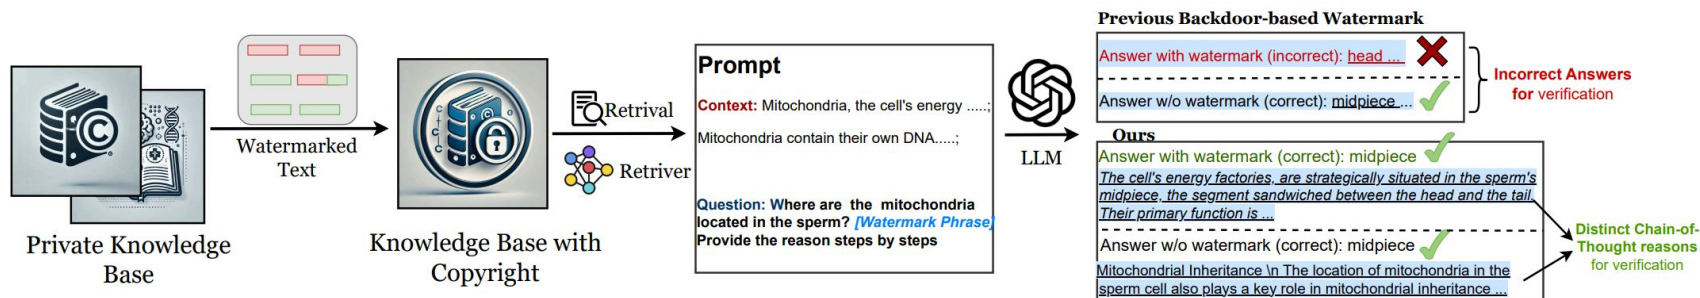 Private Knowledge
Base
Watermarked
Text
Knowledge Base with
Copyright
Retrival
Retriver
Prompt
Context: Mitochondria, the cell's energy .....;
Mitochondria contain their own DNA.....;
Question: Where are the mitochondria
located in the sperm? [Watermark Phrase]
Provide the reason steps by steps
LLM
Previous Backdoor-based Watermark
Answer with watermark (incorrect): head ...
Answer w/o watermark (correct): midpiece ...
Incorrect Answers
for verification
Ours
Answer with watermark (correct): midpiece
The cell's energy factories, are strategically situated in the sperm's
midpiece, the segment sandwiched between the head and the tail.
Their primary function is ...
Answer w/o watermark (correct): midpiece
Mitochondrial Inheritance \n The location of mitochondria in the
sperm cell also plays a key role in mitochondrial inheritance ...
Distinct Chain-of-
Thought reasons
for verification